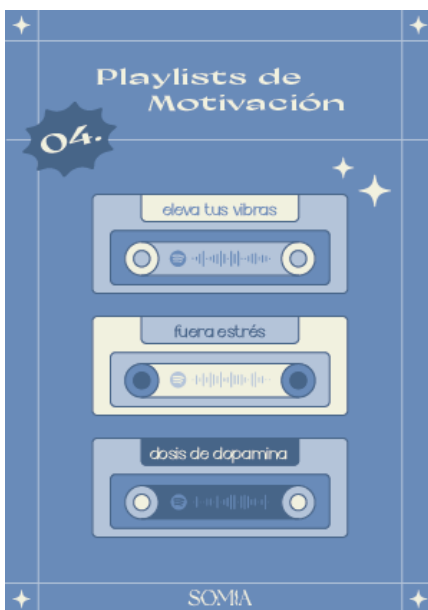 Playlists de
Motivación
04.
eleva tus vibras
fuera estrés
dosis de dopamina
SOMIA